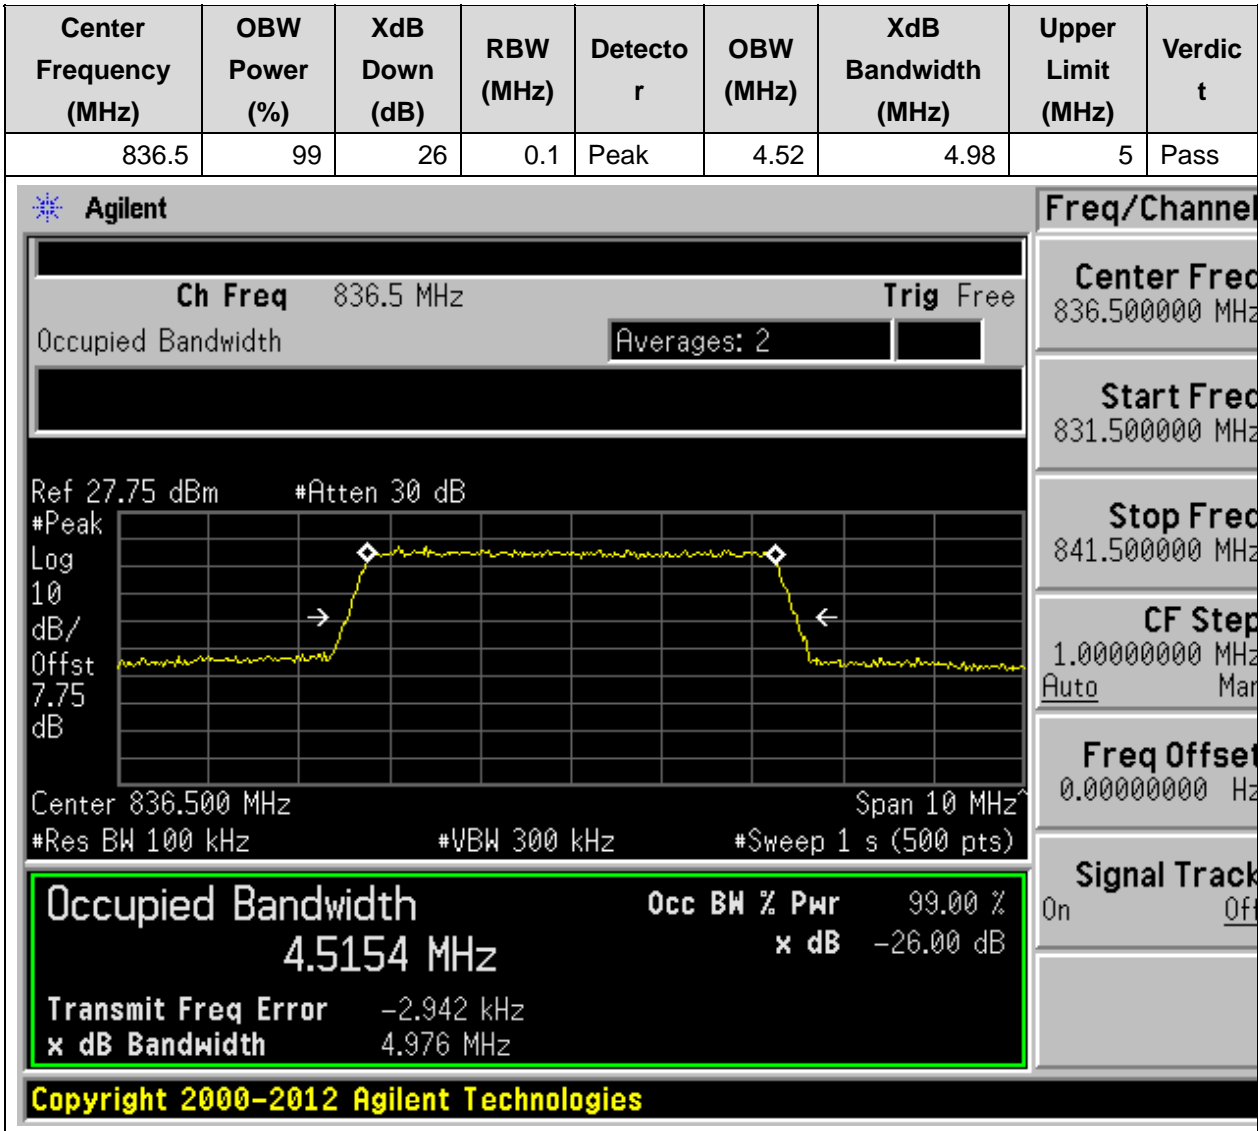 Center Frequency (MHz) OBW Power (%) XdB Down (dB) RBW (MHz) Detecto r OBW (MHz) XdB Bandwidth (MHz) Upper Limit (MHz) Verdic t
836.5 99 26 0.1 Peak 4.52 4.98 5 Pass
Agilent
Ch Freq 836.5 MHz Trig Free
Occupied Bandwidth Averages: 2
Ref 27.75 dBm #Atten 30 dB
#Peak
Log
10
dB/
Offst
7.75
dB
Center 836.500 MHz Span 10 MHz^
#Res BW 100 kHz #VBW 300 kHz #Sweep 1 s (500 pts)
Occupied Bandwidth Occ BW % Pwr 99.00 %
4.5154 MHz x dB -26.00 dB
Transmit Freq Error -2.942 kHz
x dB Bandwidth 4.976 MHz
Copyright 2000-2012 Agilent Technologies
Freq/Channel
Center Freq
836.500000 MHz
Start Freq
831.500000 MHz
Stop Freq
841.500000 MHz
CF Step
1.00000000 MHz
Auto Man
Freq Offset
0.00000000 Hz
Signal Track
On Off